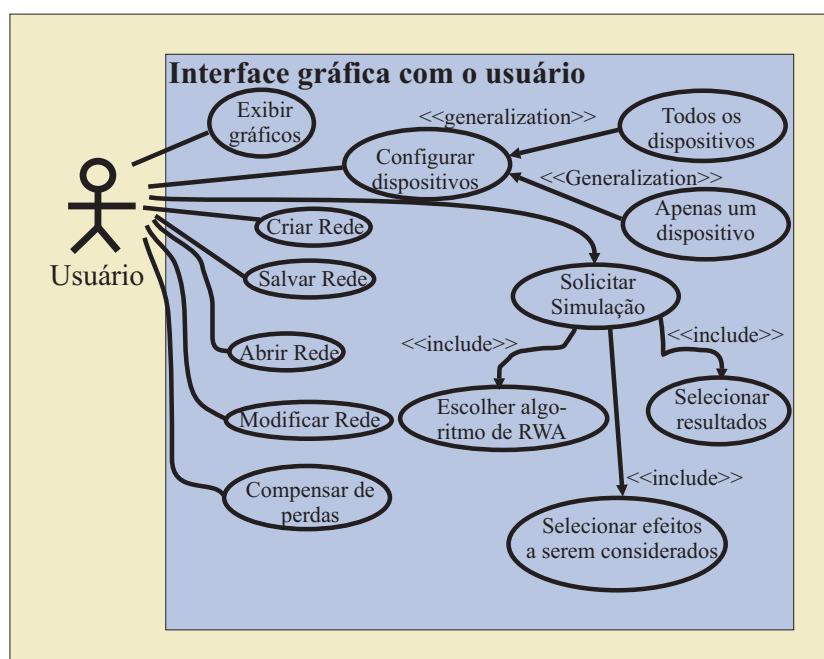 Interface gráfica com o usuário
Exibir
gráficos
<<generalization>>
Todos os
dispositivos
Configurar
dispositivos
<<Generalization>>
Apenas um
dispositivo
Usuário
Criar Rede
Salvar Rede
Solicitar
Simulação
Abrir Rede
<<include>>
<<include>>
Modificar Rede
Escolher algo-
ritmo de RWA
Selecionar
resultados
Compensar de
perdas
<<include>>
Selecionar efeitos
a serem considerados